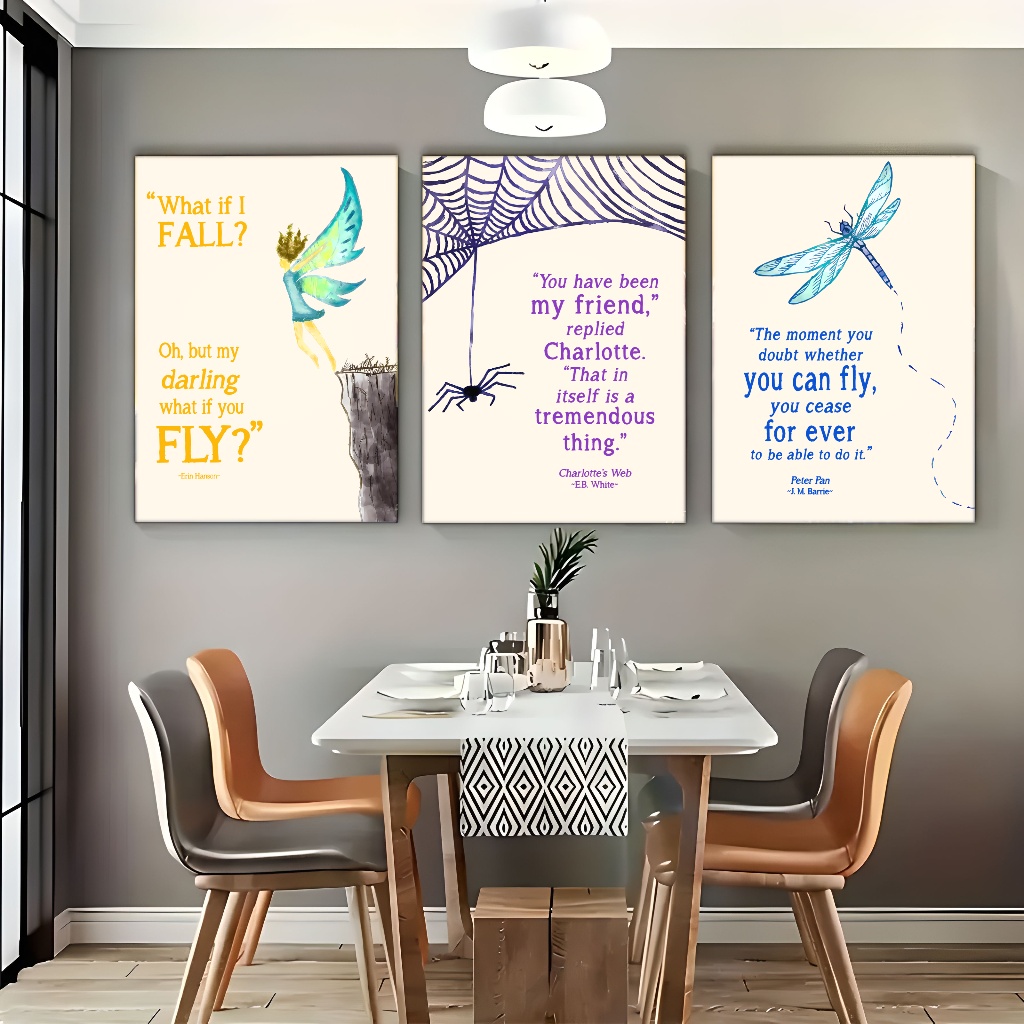 “What if I
FALL?
Oh, but my
darling
what if you
FLY?”
~Erin Hanson~
“You have been
my friend,”
replied
Charlotte.
“That in
itself is a
tremendous
thing.”
Charlotte's Web
~E.B. White~
“The moment you
doubt whether
you can fly,
you cease
for ever
to be able to do it.”
Peter Pan
~J. M. Barrie~